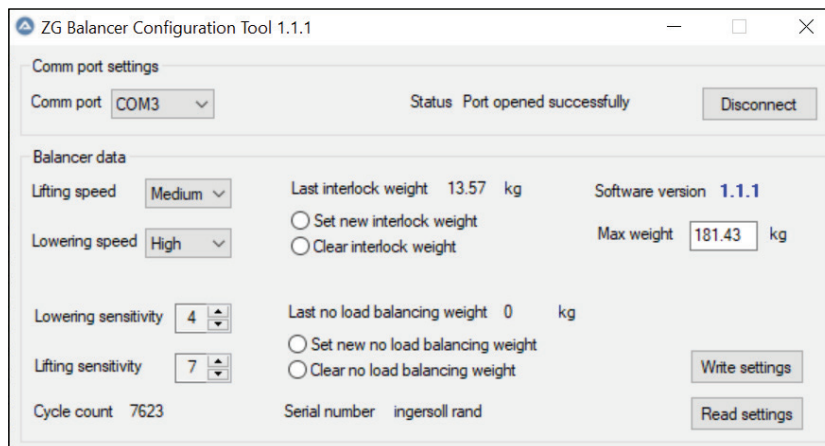 ZG Balancer Configuration Tool 1.1.1
Comm port settings
Comm port COM3 Status Port opened successfully Disconnect
Balancer data
Lifting speed Medium Last interlock weight 13.57 kg Software version 1.1.1
Set new interlock weight
Lowering speed High Clear interlock weight Max weight 181.43 kg
Lowering sensitivity 4 Last no load balancing weight 0 kg
Set new no load balancing weight
Lifting sensitivity 7 Clear no load balancing weight Write settings
Cycle count 7623 Serial number ingersoll rand Read settings